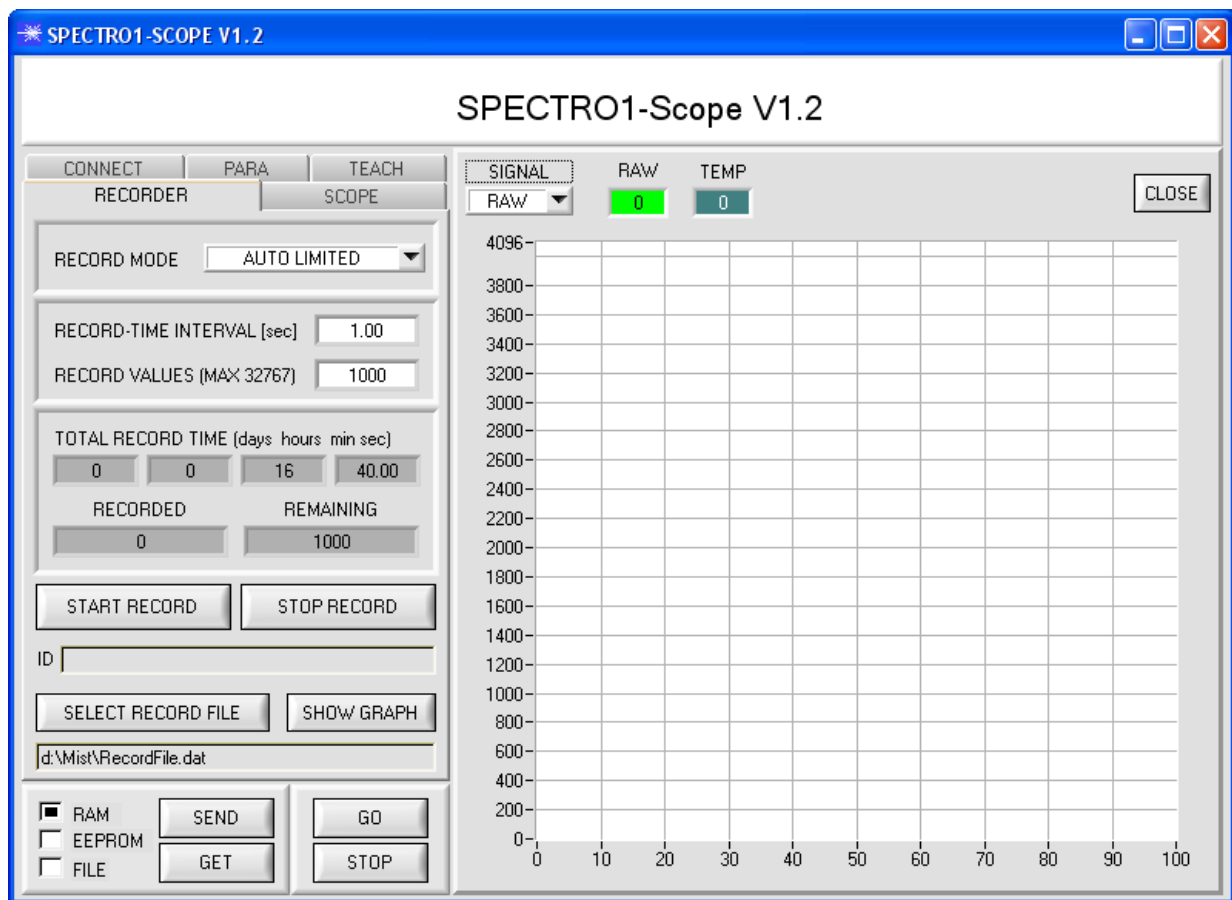 SPECTRO1-SCOPE V1.2
SPECTRO1-Scope V1.2
CONNECT PARA TEACH
RECORDER SCOPE
RECORD MODE AUTO LIMITED
RECORD-TIME INTERVAL [sec] 1.00
RECORD VALUES (MAX 32767) 1000
TOTAL RECORD TIME (days hours min sec)
0 0 16 40.00
RECORDED REMAINING
0 1000
START RECORD STOP RECORD
ID
SELECT RECORD FILE SHOW GRAPH
d:\Mist\RecordFile.dat
RAM
EEPROM
FILE
SEND
GET
GO
STOP
SIGNAL RAW TEMP
RAW 0 0
CLOSE
4096
3800
3600
3400
3200
3000
2800
2600
2400
2200
2000
1800
1600
1400
1200
1000
800
600
400
200
0
0 10 20 30 40 50 60 70 80 90 100